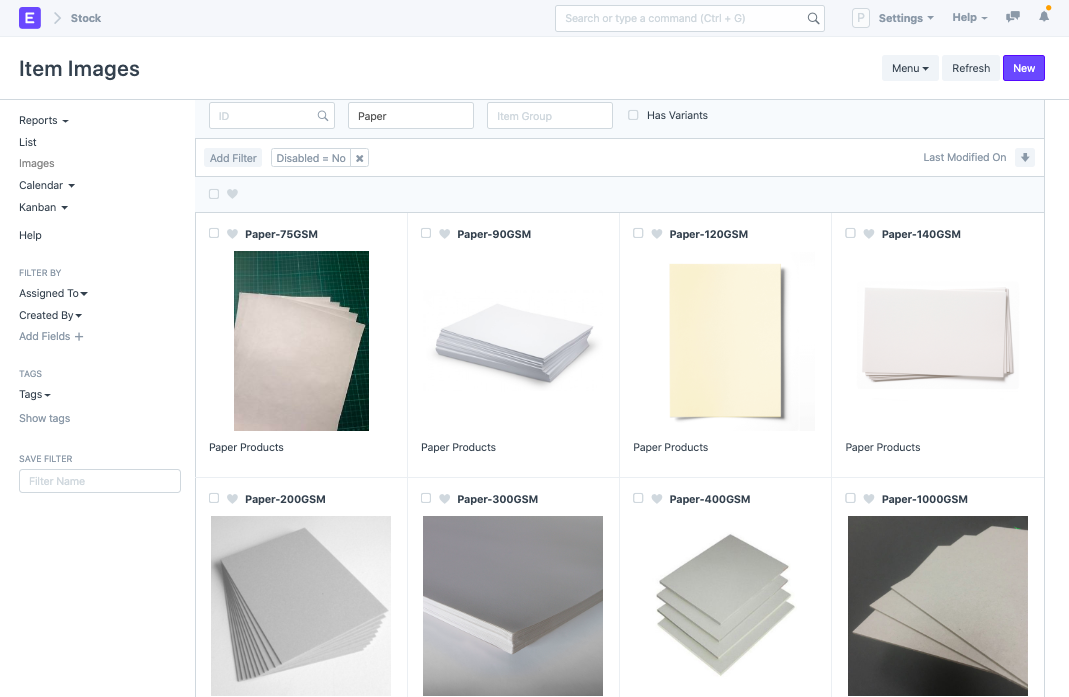 E Stock
Search or type a command (Ctrl + G)
P Settings Help
Item Images
Menu Refresh New
Reports
List
Images
Calendar
Kanban
Help
FILTER BY
Assigned To
Created By
Add Fields +
TAGS
Tags
Show tags
SAVE FILTER
Filter Name
ID Paper Item Group Has Variants
Add Filter Disabled = No Last Modified On
Paper-75GSM
Paper Products
Paper-90GSM
Paper Products
Paper-120GSM
Paper Products
Paper-140GSM
Paper Products
Paper-200GSM
Paper-300GSM
Paper-400GSM
Paper-1000GSM